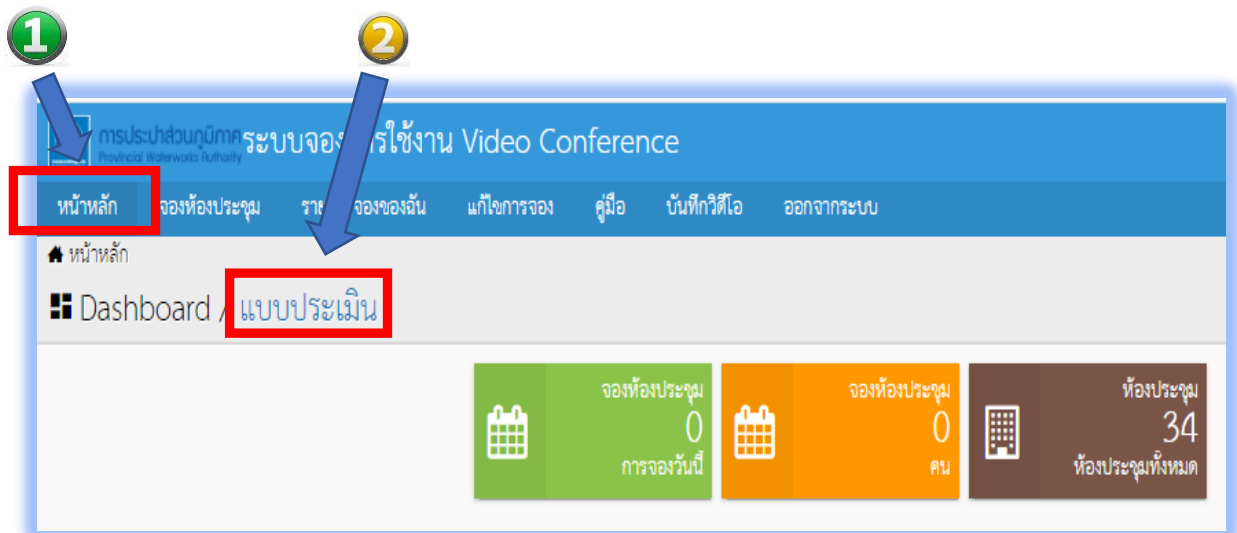 1
2
การประปาส่วนภูมิภาค
Provincial Waterworks Authority
ระบบจอง ใช้งาน Video Conference
หน้าหลัก จองห้องประชุม จองของฉัน แก้ไขการจอง คู่มือ บันทึกวิดีโอ ออกจากระบบ
หน้าหลัก
Dashboard / แบบประเมิน
จองห้องประชุม
0
การจองวันนี้
จองห้องประชุม
0
คน
ห้องประชุม
34
ห้องประชุมทั้งหมด